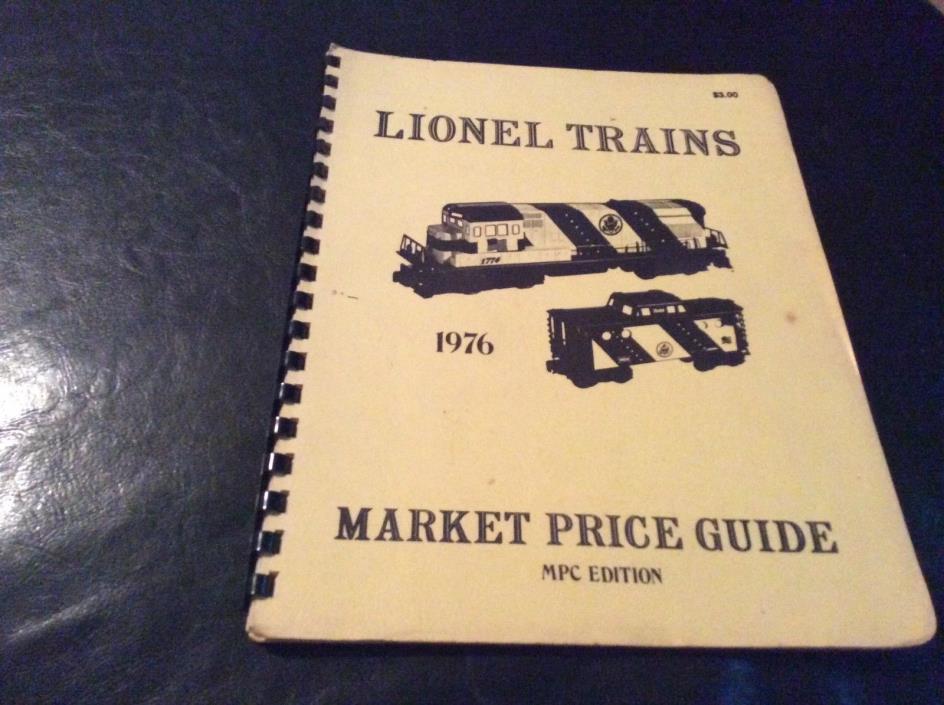 $3.00
LIONEL TRAINS
1776
1976
MARKET PRICE GUIDE
MPC EDITION